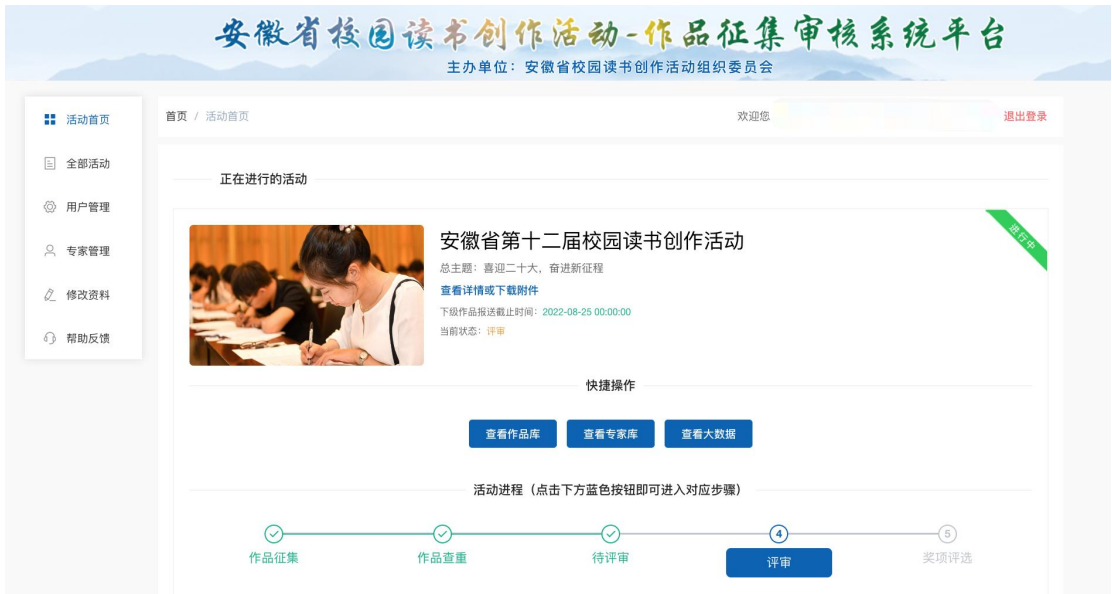 安徽省校园读书创作活动-作品征集审核系统平台
主办单位：安徽省校园读书创作活动组织委员会
活动首页
全部活动
用户管理
专家管理
修改资料
帮助反馈
首页 / 活动首页
欢迎您
退出登录
正在进行的活动
进行中
安徽省第十二届校园读书创作活动
总主题：喜迎二十大，奋进新征程
查看详情或下载附件
下级作品报送截止时间：2022-08-25 00:00:00
当前状态：评审
快捷操作
查看作品库 查看专家库 查看大数据
活动进程（点击下方蓝色按钮即可进入对应步骤）
4 5
作品征集 作品查重 待评审 评审 奖项评选